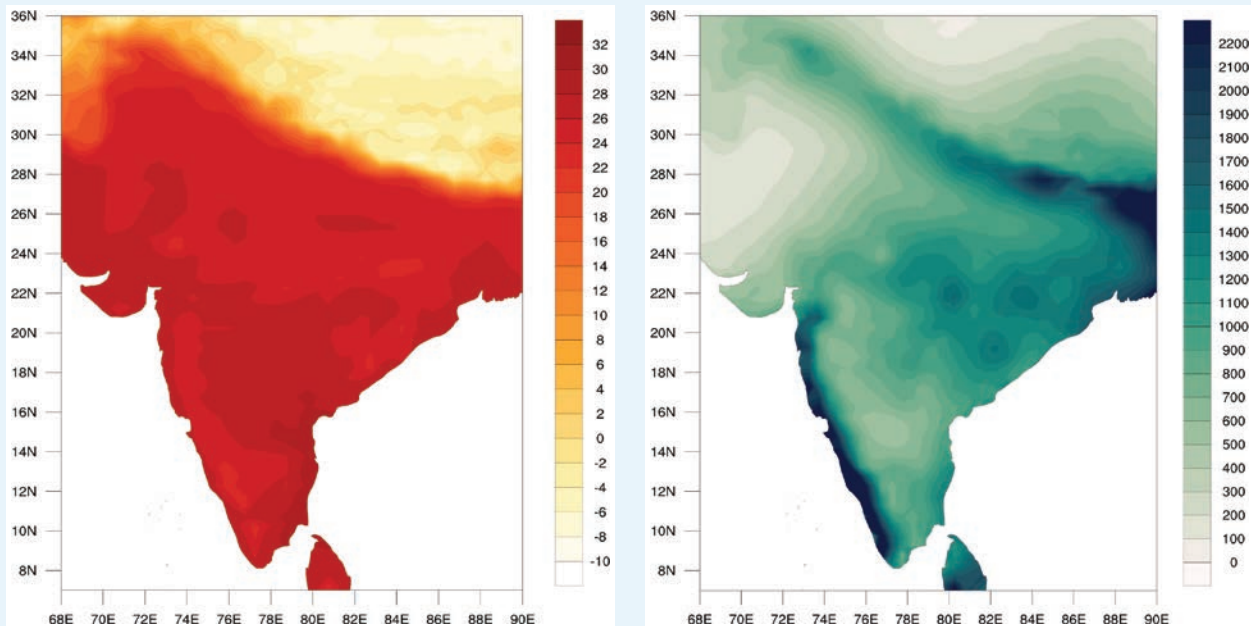 36N
34N
32N
30N
28N
26N
24N
22N
20N
18N
16N
14N
12N
10N
8N
68E 70E 72E 74E 76E 78E 80E 82E 84E 86E 88E 90E
32
30
28
26
24
22
20
18
16
14
12
10
8
6
4
2
0
-2
-4
-6
-8
-10
36N
34N
32N
30N
28N
26N
24N
22N
20N
18N
16N
14N
12N
10N
8N
68E 70E 72E 74E 76E 78E 80E 82E 84E 86E 88E 90E
2200
2100
2000
1900
1800
1700
1600
1500
1400
1300
1200
1100
1000
900
800
700
600
500
400
300
200
100
0